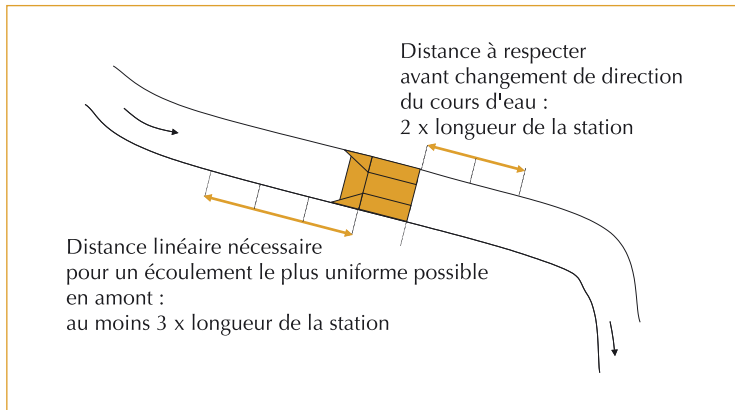 Distance à respecter
avant changement de direction
du cours d'eau :
2 x longueur de la station
Distance linéaire nécessaire
pour un écoulement le plus uniforme possible
en amont :
au moins 3 x longueur de la station